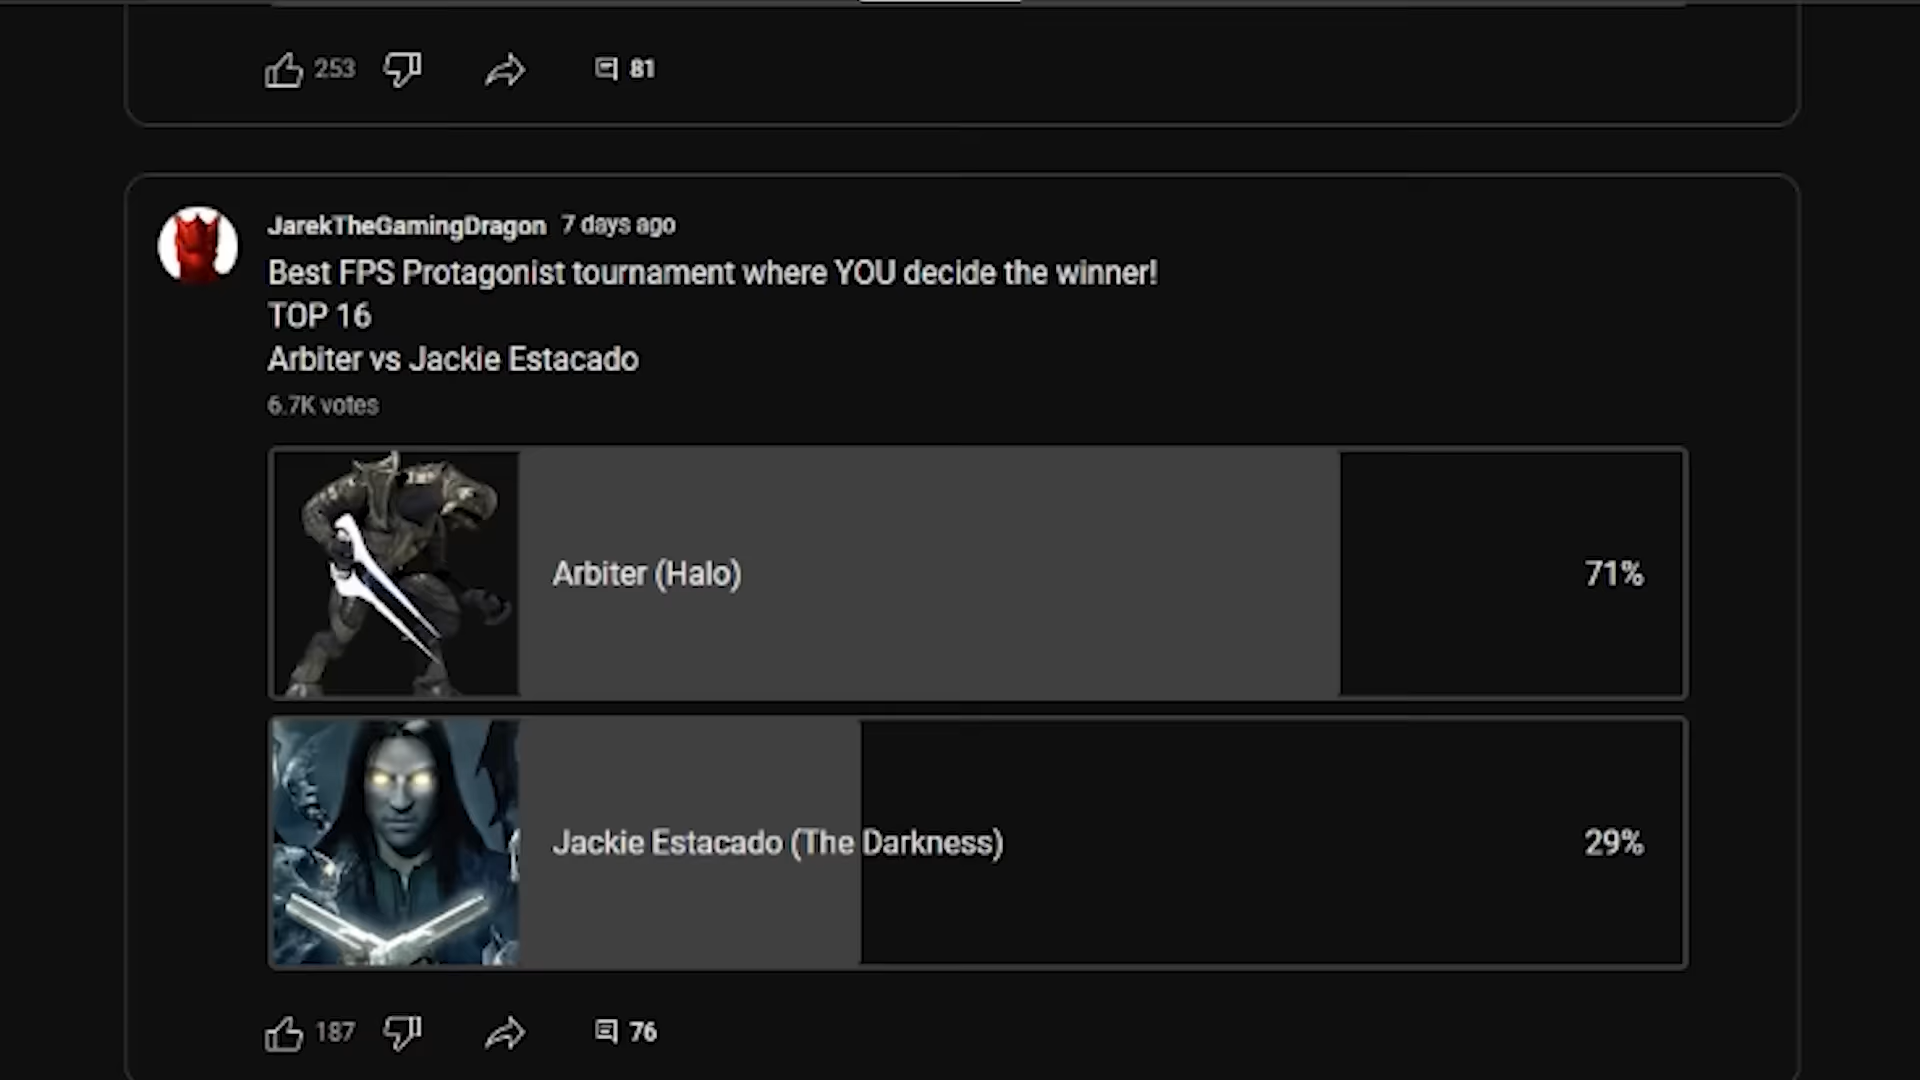 253
81
JarekTheGamingDragon 7 days ago
Best FPS Protagonist tournament where YOU decide the winner!
TOP 16
Arbiter vs Jackie Estacado
6.7K votes
Arbiter (Halo) 71%
Jackie Estacado (The Darkness) 29%
187
76